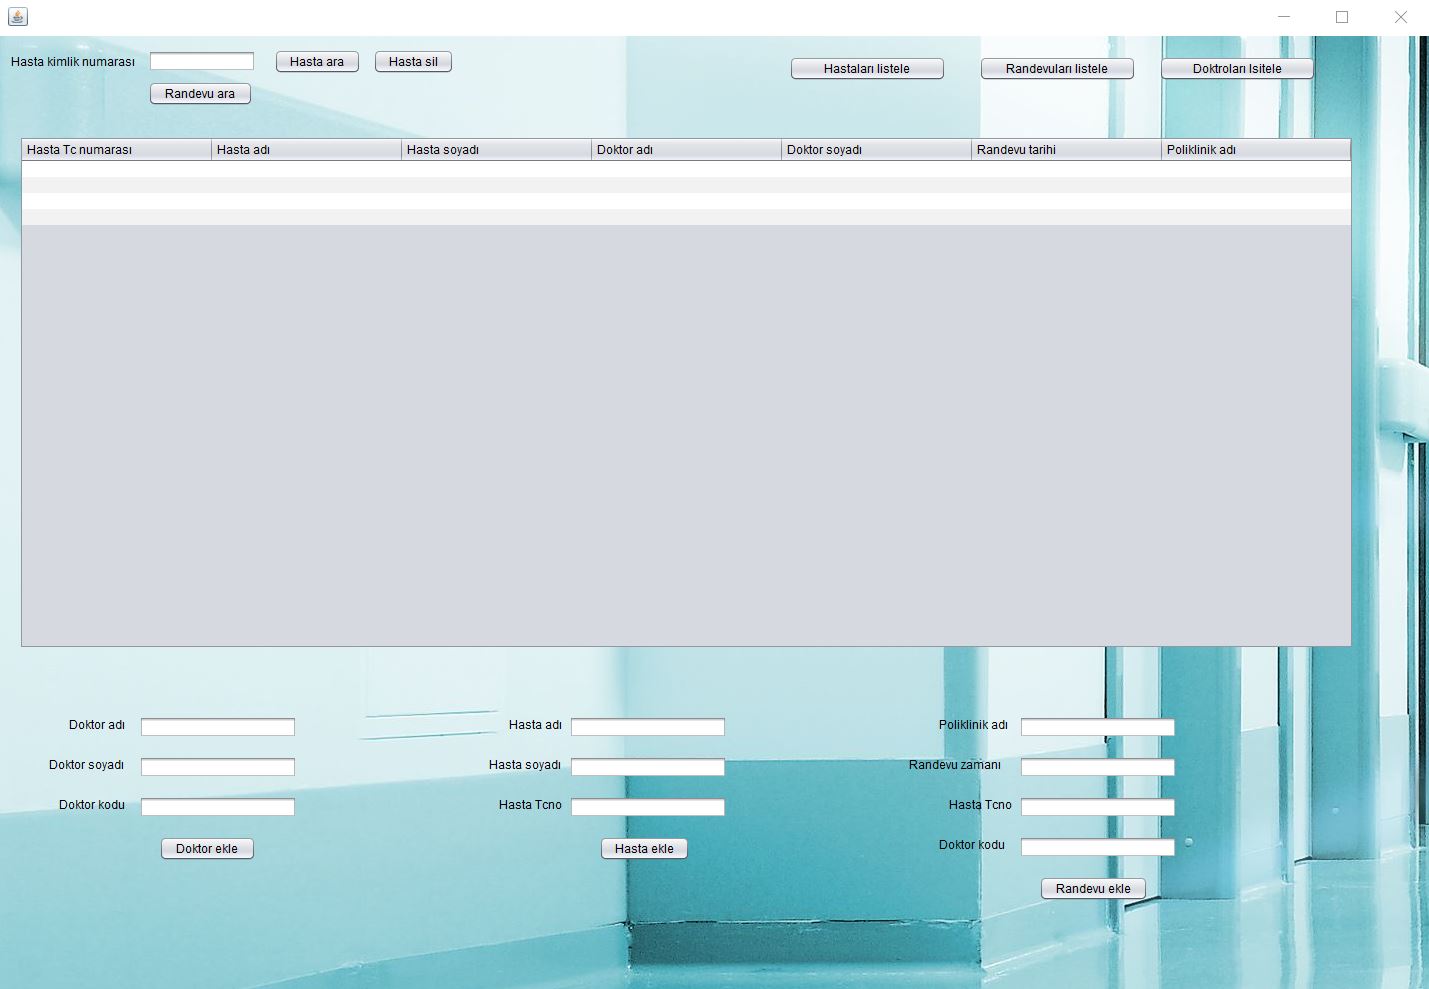 Hasta kimlik numarası Hasta ara Hasta sil Hastaları listele Randevuları listele Doktroları lsitele
Randevu ara
Hasta Tc numarası Hasta adı Hasta soyadı Doktor adı Doktor soyadı Randevu tarihi Poliklinik adı
Doktor adı Hasta adı Poliklinik adı
Doktor soyadı Hasta soyadı Randevu zamanı
Doktor kodu Hasta Tcno Hasta Tcno
Doktor ekle Hasta ekle Doktor kodu
Randevu ekle